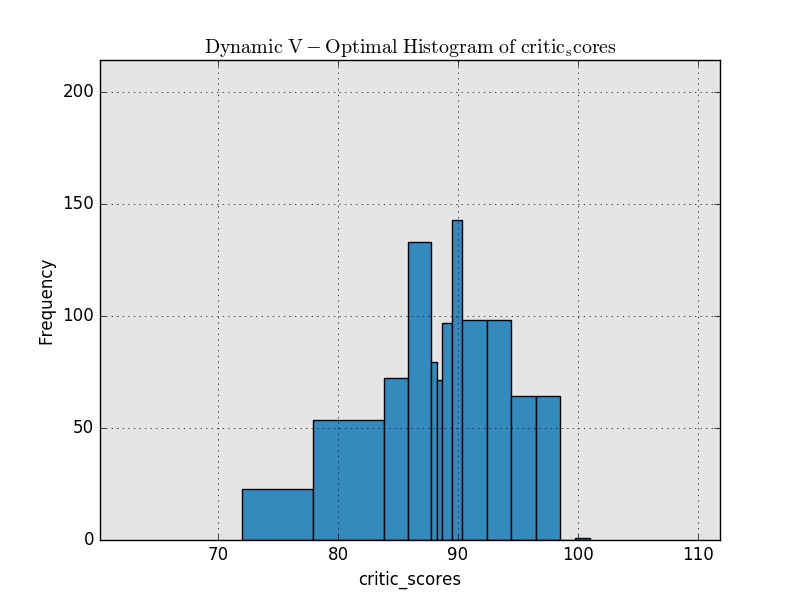 Dynamic V − Optimal Histogram of critic_scores
200
150
100
50
0
Frequency
70 80 90 100 110
critic_scores